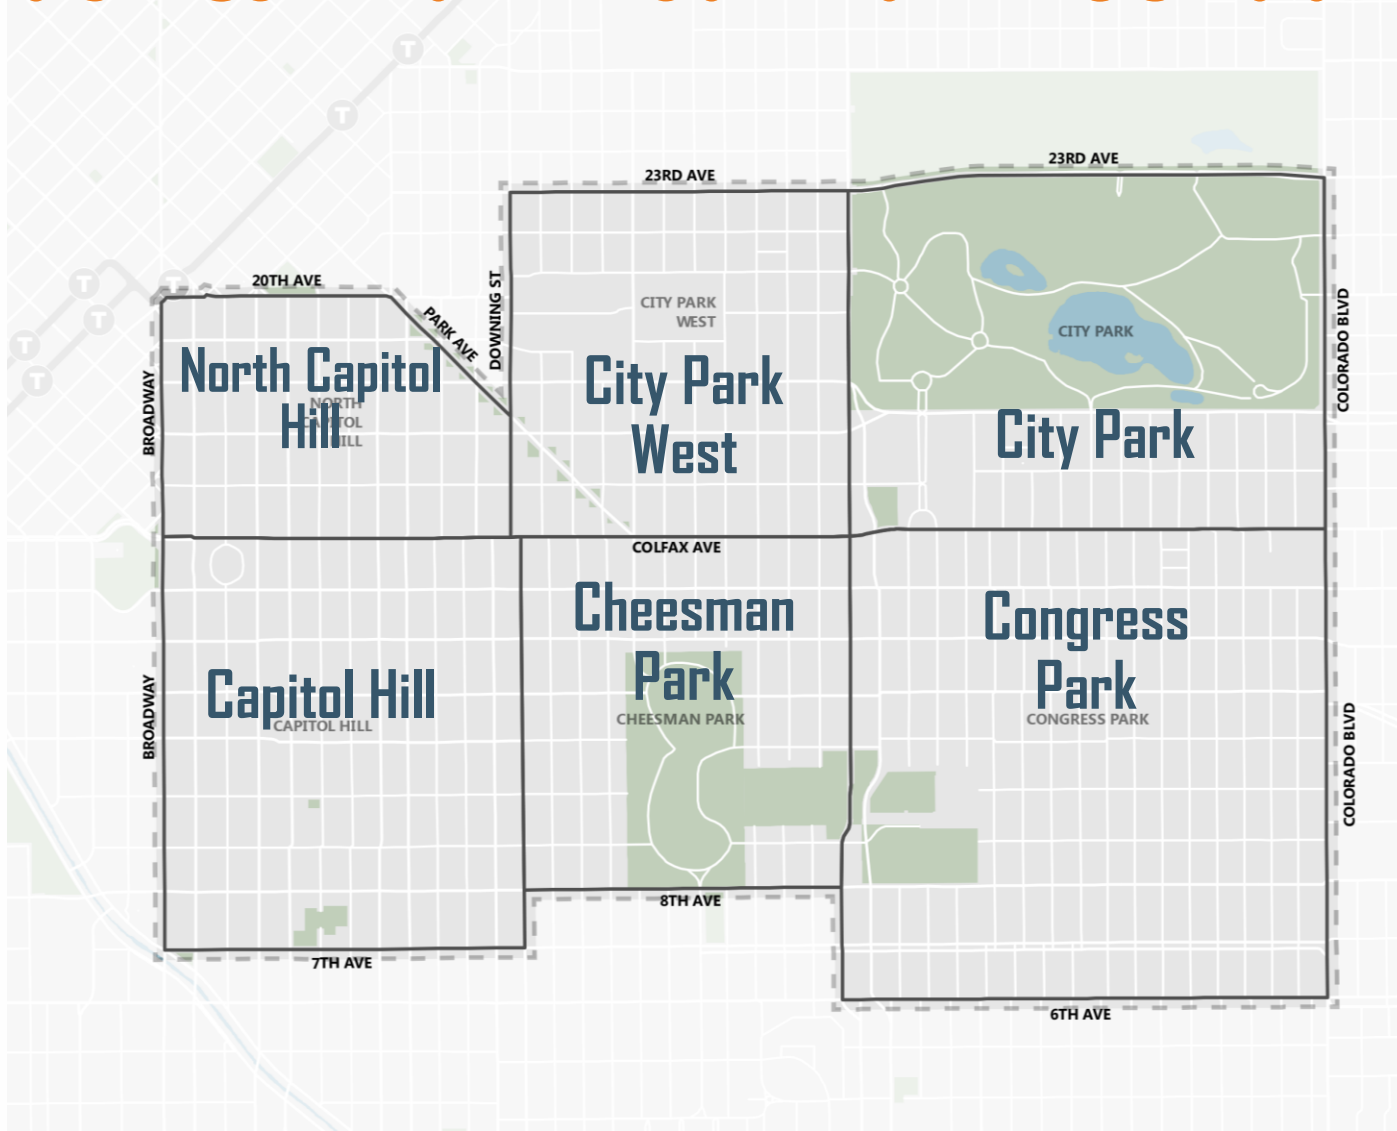 23RD AVE
23RD AVE
20TH AVE
PARK AVE
DOWNING ST
COLORADO BLVD
BROADWAY
CITY PARK
WEST
CITY PARK
North Capitol
Hill
NORTH
CAPITOL
HILL
City Park
West
City Park
COLFAX AVE
Cheesman
Park
CHEESMAN PARK
Congress
Park
CONGRESS PARK
Capitol Hill
CAPITOL HILL
BROADWAY
COLORADO BLVD
8TH AVE
7TH AVE
6TH AVE
T
T
T
T
T
T
T